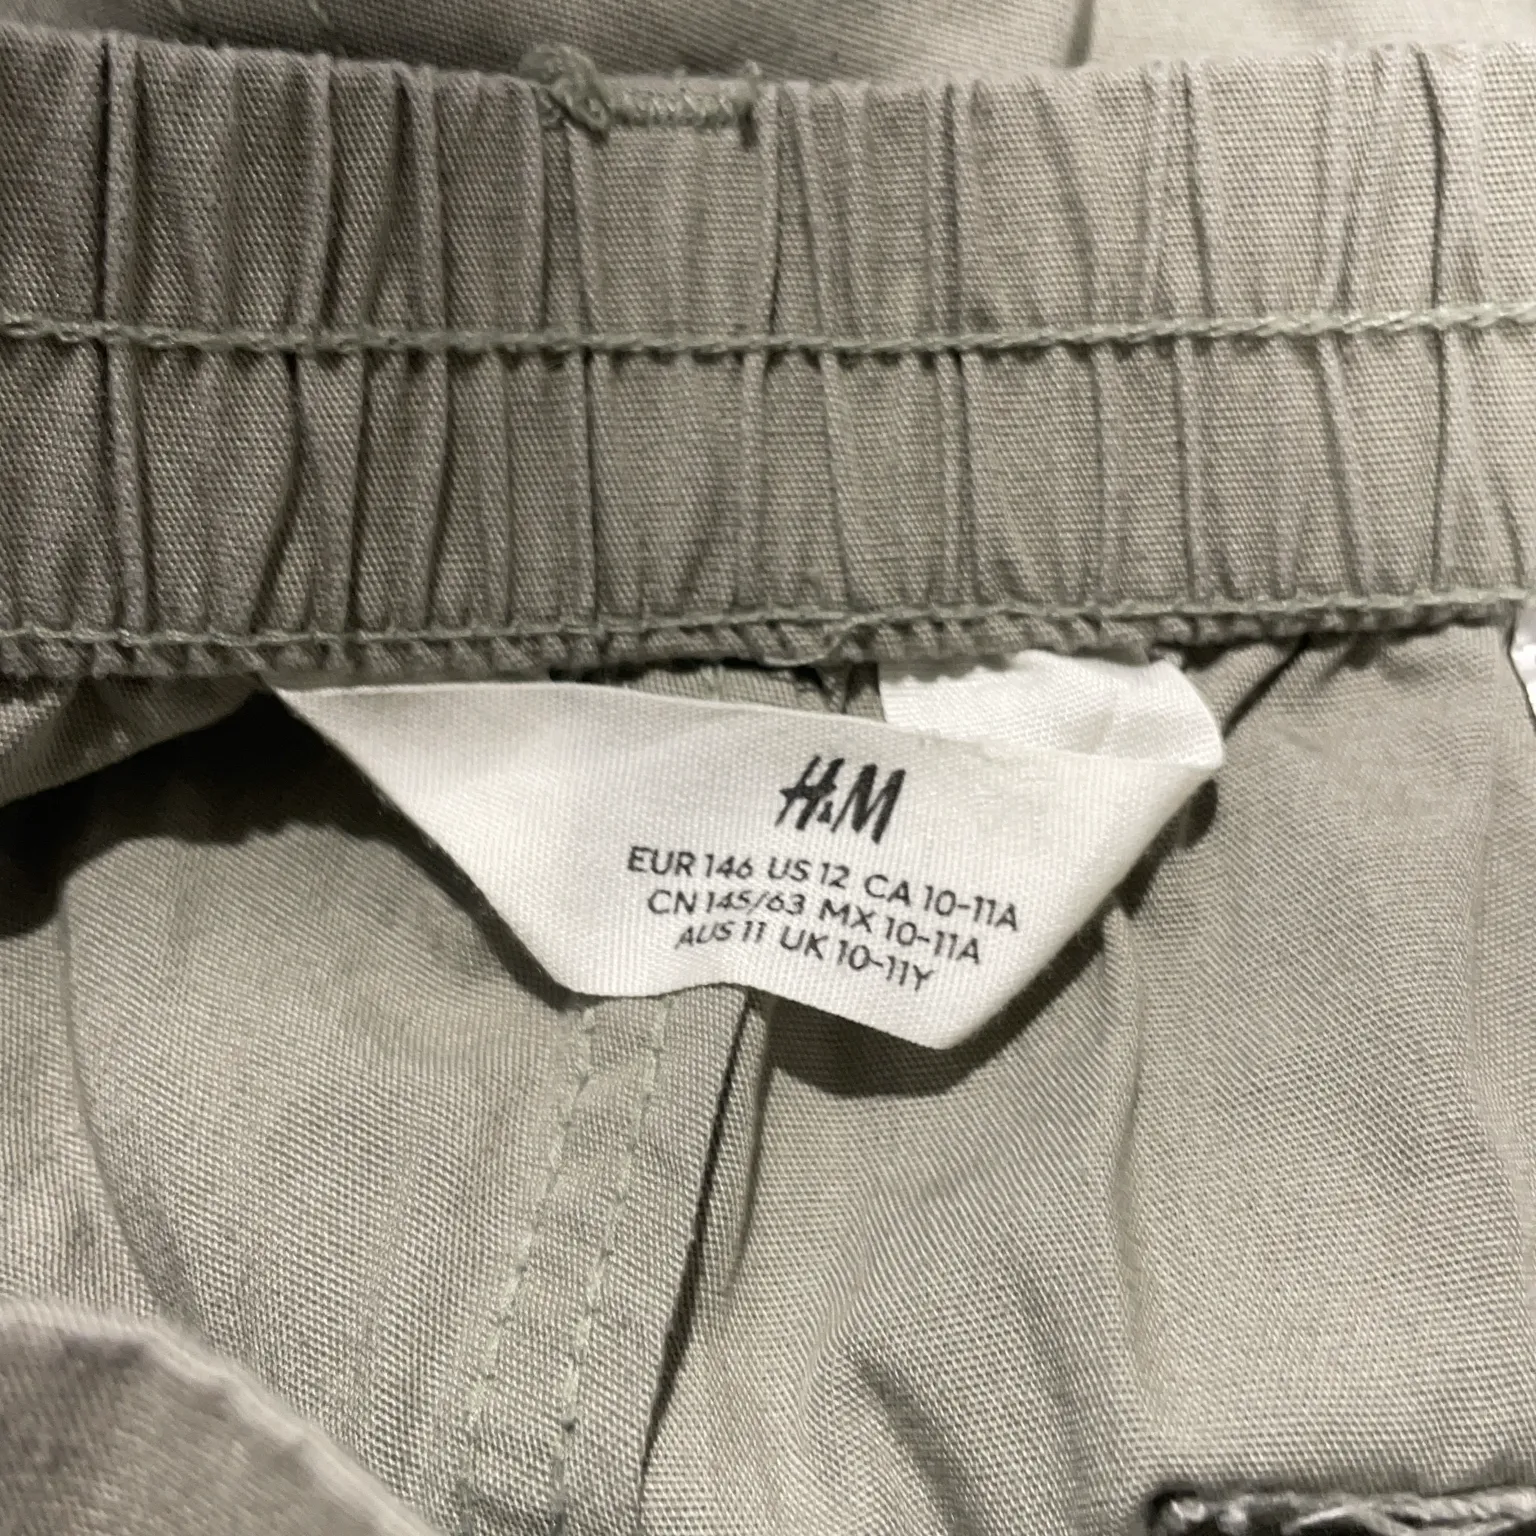 H&M
EUR 146 US 12 CA 10-11A
CN 145/63 MX 10-11A
AUS 11 UK 10-11Y